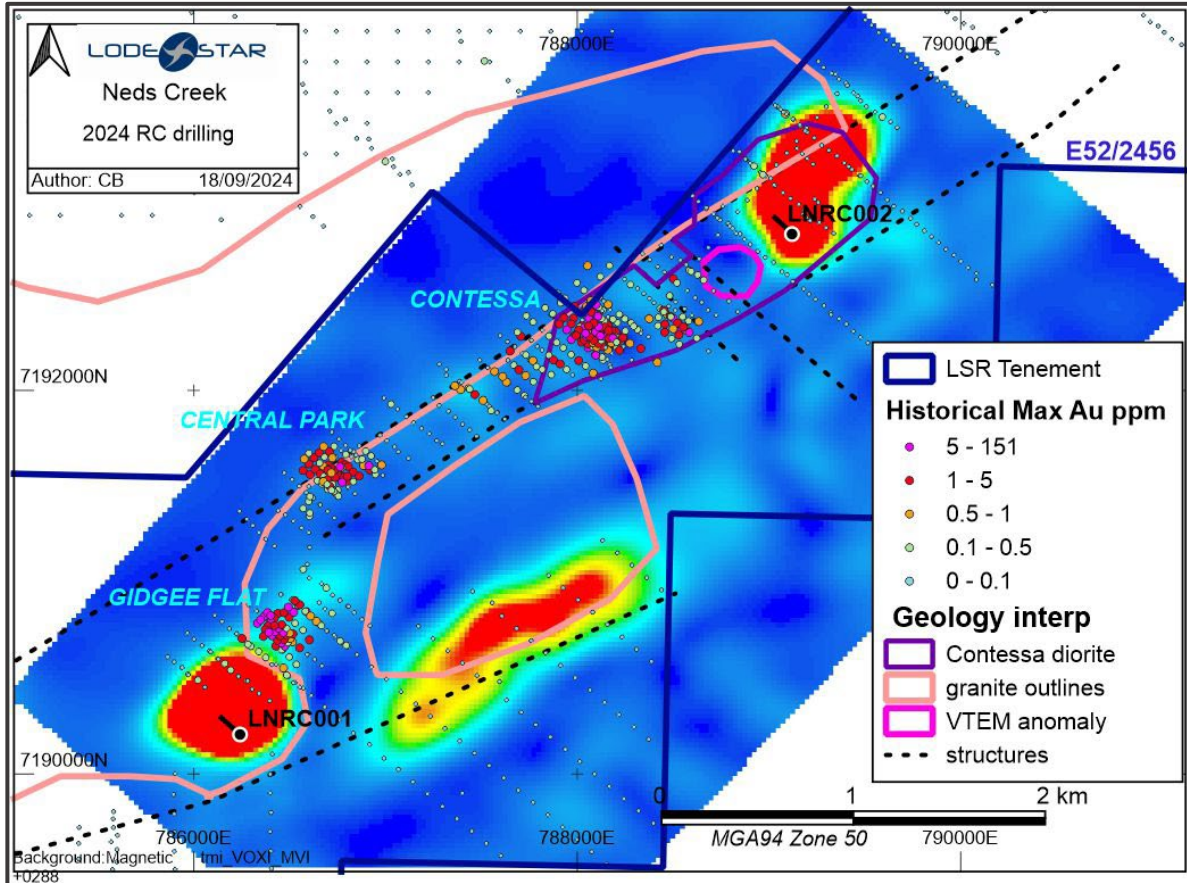 LODESTAR
Neds Creek
2024 RC drilling
Author: CB 18/09/2024
788000E
790000E
E52/2456
LNRC002
CONTESSA
7192000N
CENTRAL PARK
GIDGEE FLAT
LNRC001
7190000N
LSR Tenement
Historical Max Au ppm
5 - 151
1 - 5
0.5 - 1
0.1 - 0.5
0 - 0.1
Geology interp
Contessa diorite
granite outlines
VTEM anomaly
structures
0 1 2 km
MGA94 Zone 50
786000E
788000E
790000E
Background:Magnetic tmi_VOXI_MVI
+0288